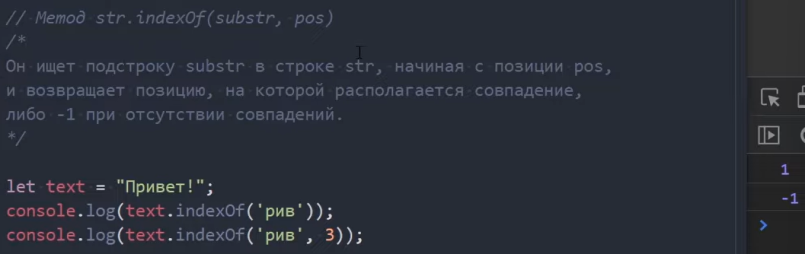 // Метод str.indexOf(substr, pos)
/*
Он ищет подстроку substr в строке str, начиная с позиции pos,
и возвращает позицию, на которой располагается совпадение,
либо -1 при отсутствии совпадений.
*/
let text = "Привет!";
console.log(text.indexOf('рив'));
console.log(text.indexOf('рив', 3));
1
-1